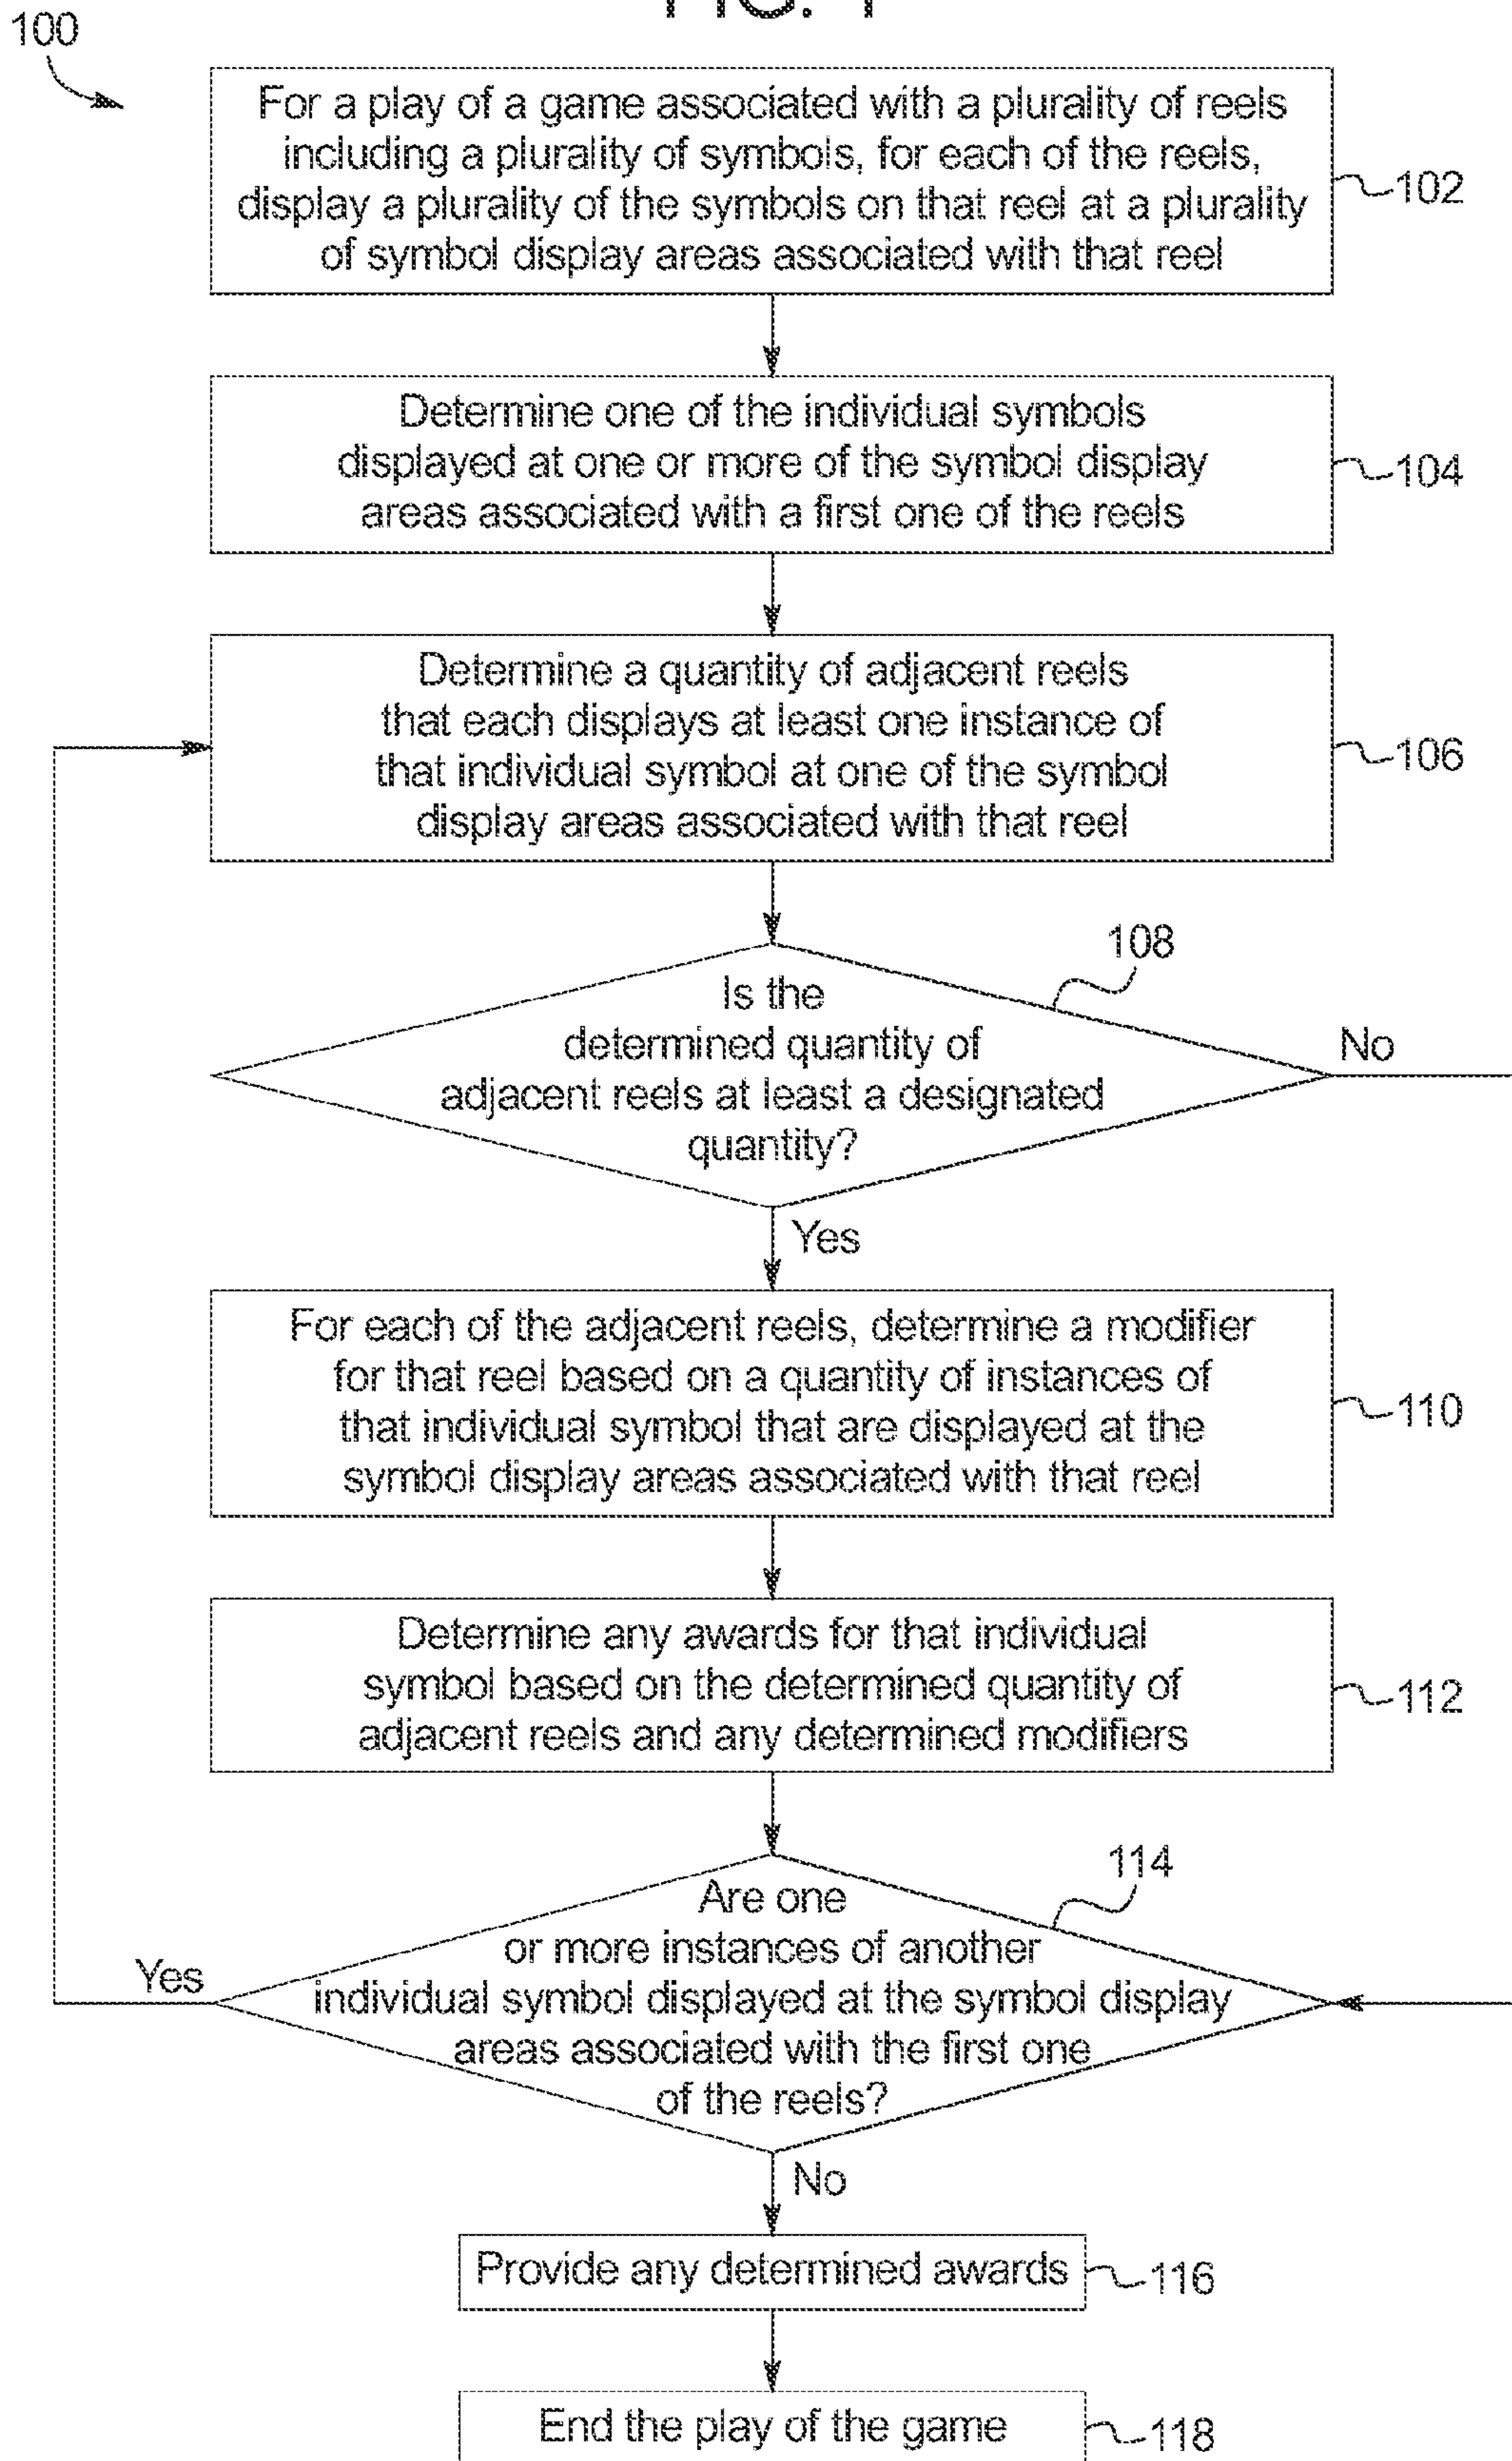 FIG. 1
100
For a play of a game associated with a plurality of reels
including a plurality of symbols, for each of the reels,
display a plurality of the symbols on that reel at a plurality
of symbol display areas associated with that reel
102
Determine one of the individual symbols
displayed at one or more of the symbol display
areas associated with a first one of the reels
104
Determine a quantity of adjacent reels
that each displays at least one instance of
that individual symbol at one of the symbol
display areas associated with that reel
106
108
Is the
determined quantity of
adjacent reels at least a designated
quantity?
No
Yes
For each of the adjacent reels, determine a modifier
for that reel based on a quantity of instances of
that individual symbol that are displayed at the
symbol display areas associated with that reel
110
Determine any awards for that individual
symbol based on the determined quantity of
adjacent reels and any determined modifiers
112
114
Are one
or more instances of another
individual symbol displayed at the symbol display
areas associated with the first one
of the reels?
Yes
No
Provide any determined awards
116
End the play of the game
118